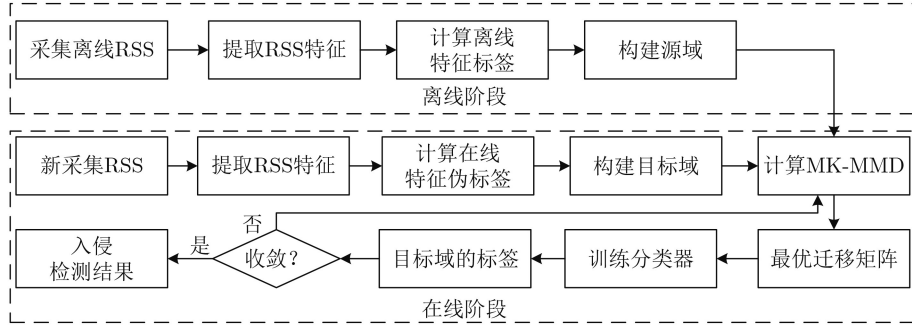 采集离线RSS
提取RSS特征
计算离线
特征标签
构建源域
离线阶段
新采集RSS
提取RSS特征
计算在线
特征伪标签
构建目标域
计算MK-MMD
否
入侵
检测结果
是
收敛？
目标域的标签
训练分类器
最优迁移矩阵
在线阶段